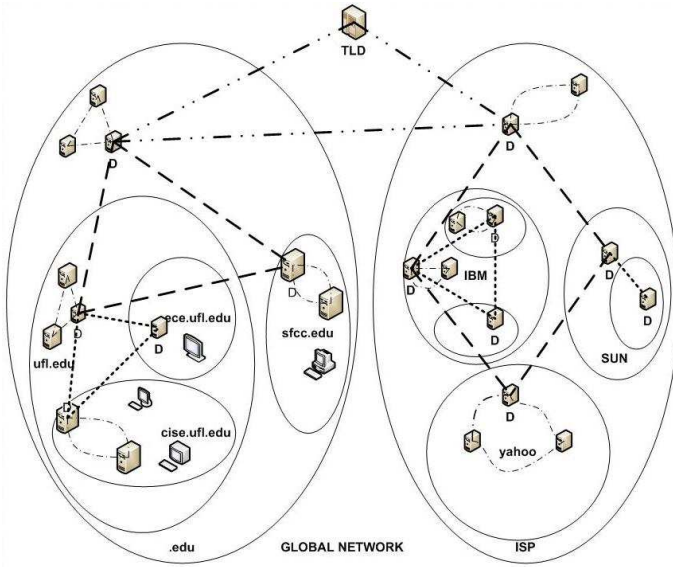 TLD
D
D
D
IBM
D
D
D
D
D
ece.ufl.edu
D
D
sfcc.edu
ufl.edu
SUN
D
D
cise.ufl.edu
yahoo
.edu
GLOBAL NETWORK
ISP